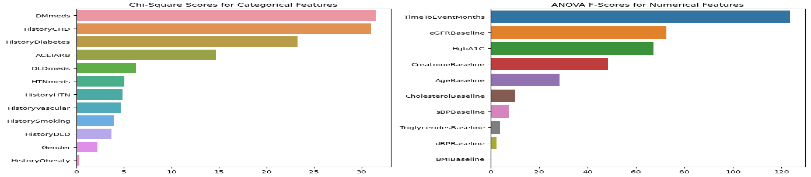 Chi-Square Scores for Categorical Features
DMmeds
HistoryCHD
HistoryDiabetes
ACEIARB
DLDmeds
HTNmeds
HistoryHTN
HistoryVascular
HistorySmoking
HistoryDLD
Gender
HistoryObesity
0 5 10 15 20 25 30
ANOVA F-Scores for Numerical Features
TimeToEventMonths
eGFRBaseline
HgbA1C
CreatinineBaseline
AgeBaseline
CholesterolBaseline
sBPBaseline
TriglyceridesBaseline
dBPBaseline
BMIBaseline
0 20 40 60 80 100 120